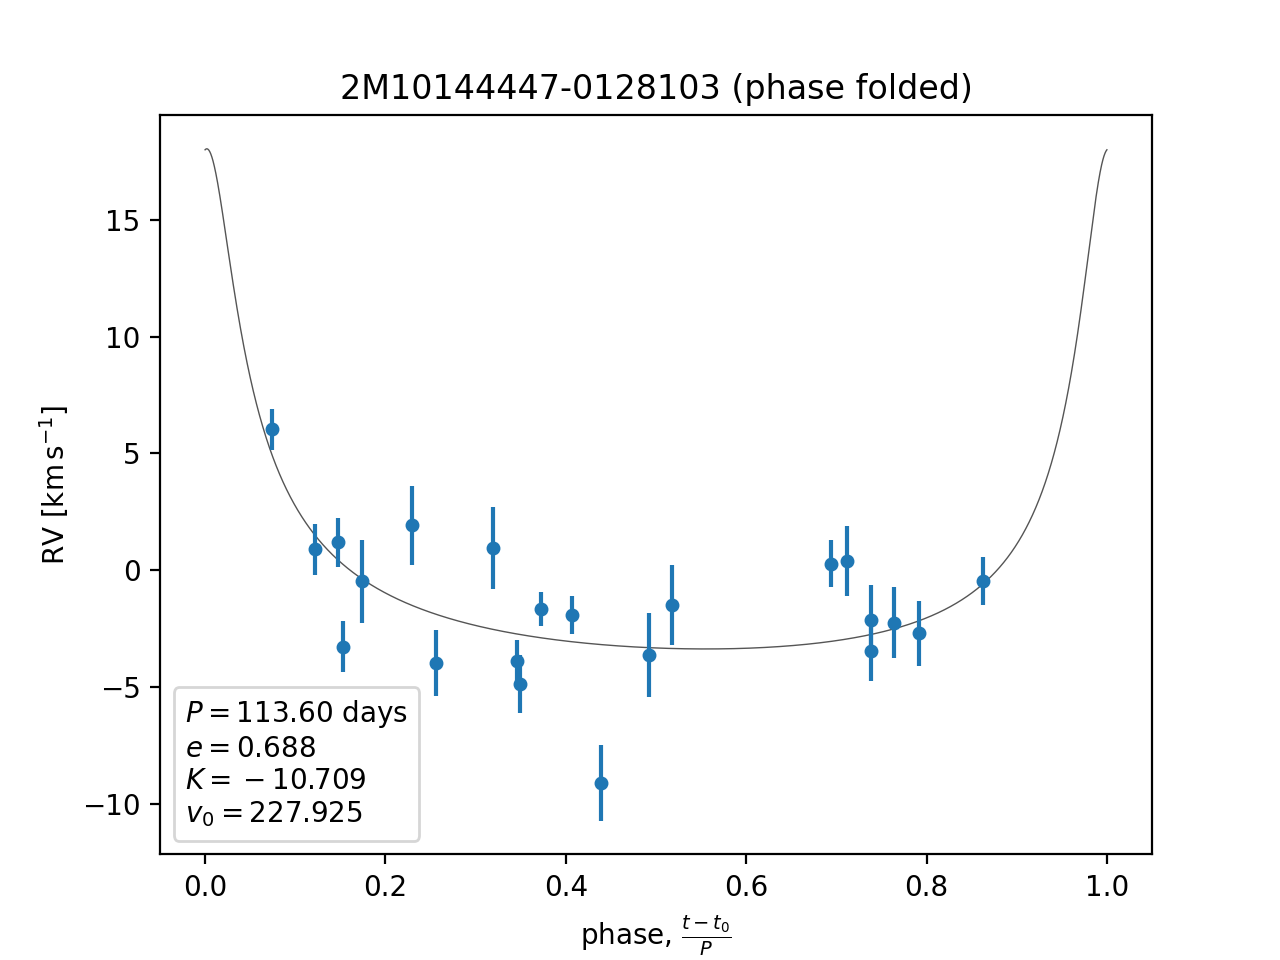 2M10144447-0128103 (phase folded)
RV [km s⁻¹]
15
10
5
0
−5
−10
P = 113.60 days
e = 0.688
K = −10.709
v₀ = 227.925
0.0 0.2 0.4 0.6 0.8 1.0
phase, (t − t₀)/P